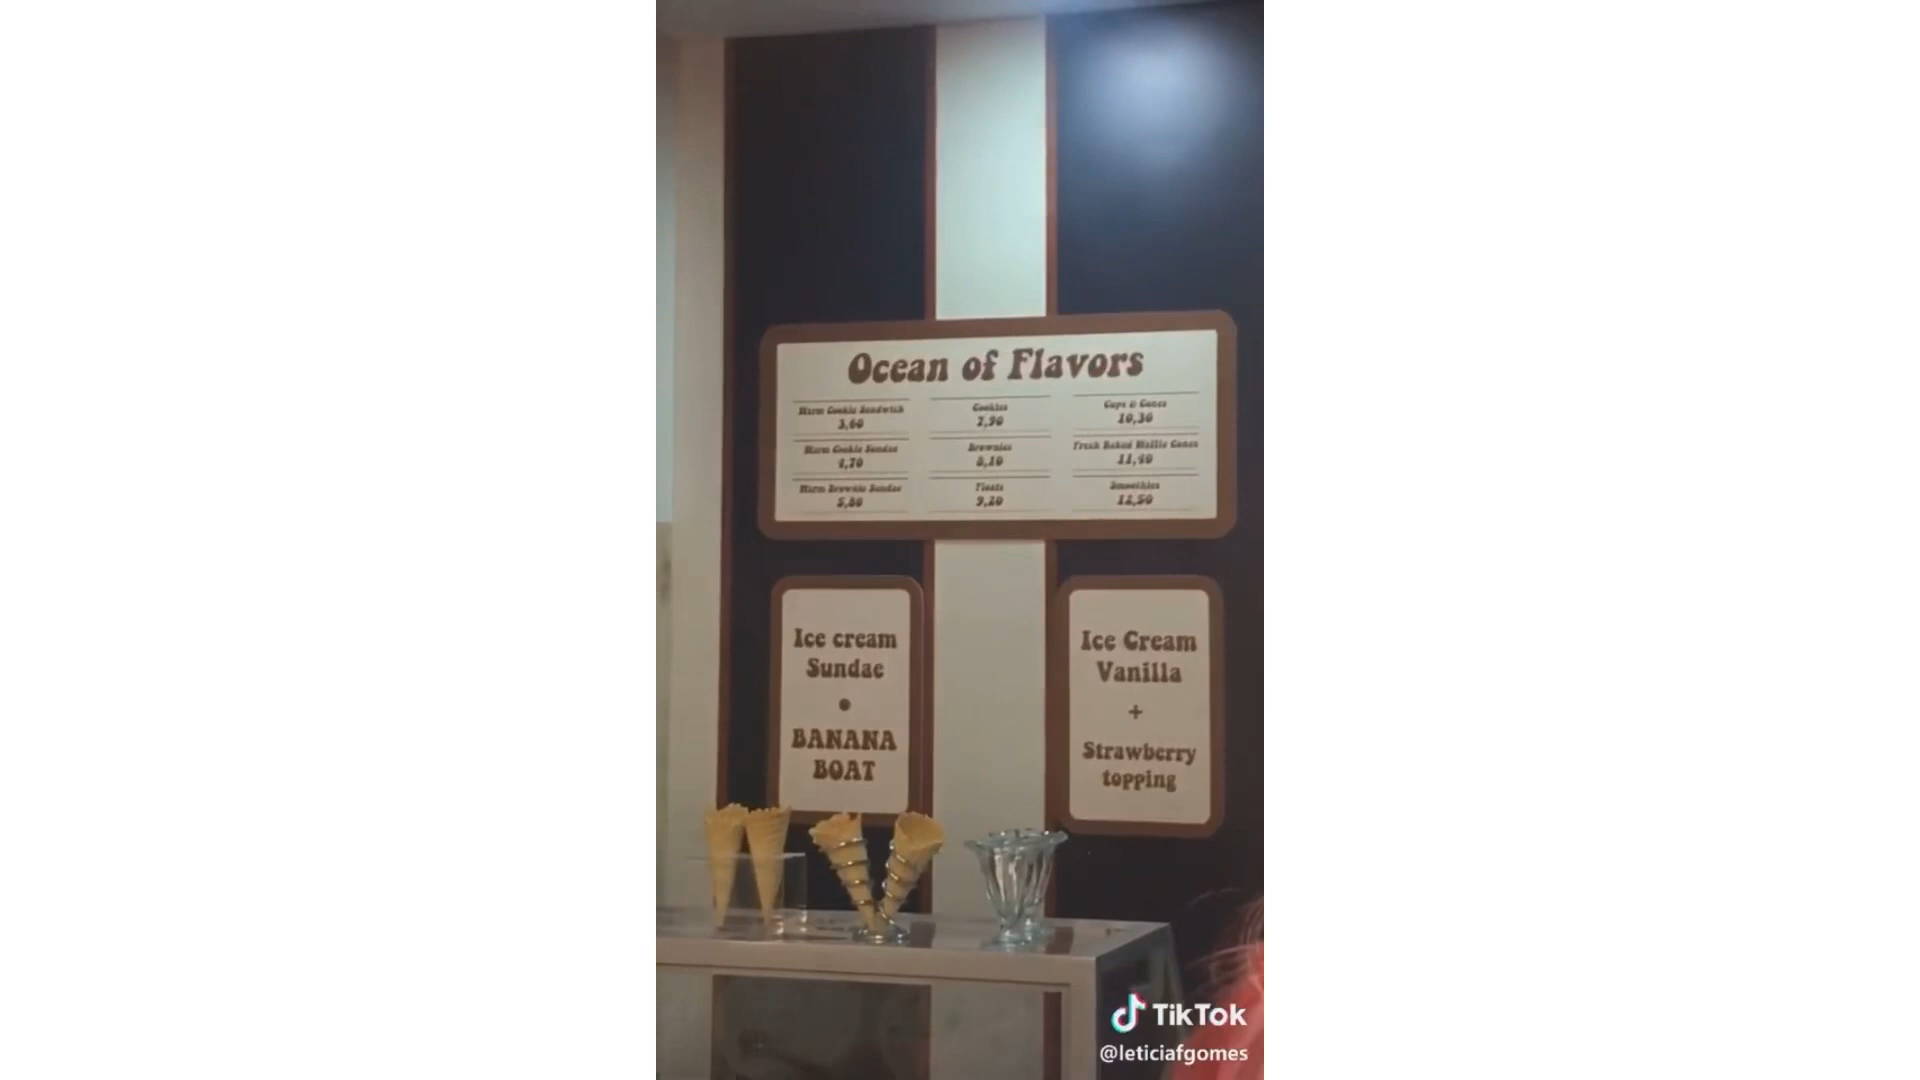 Ocean of Flavors
Warm Cookie Sandwich
3,60
Warm Cookie Sundae
4,70
Warm Brownie Sundae
5,80
Cookies
7,90
Brownies
8,10
Floats
9,20
Cups & Cones
10,30
Fresh Baked Waffle Cones
11,40
Smoothies
12,50
Ice cream
Sundae
BANANA
BOAT
Ice Cream
Vanilla
+
Strawberry
topping
TikTok
@leticiafgomes